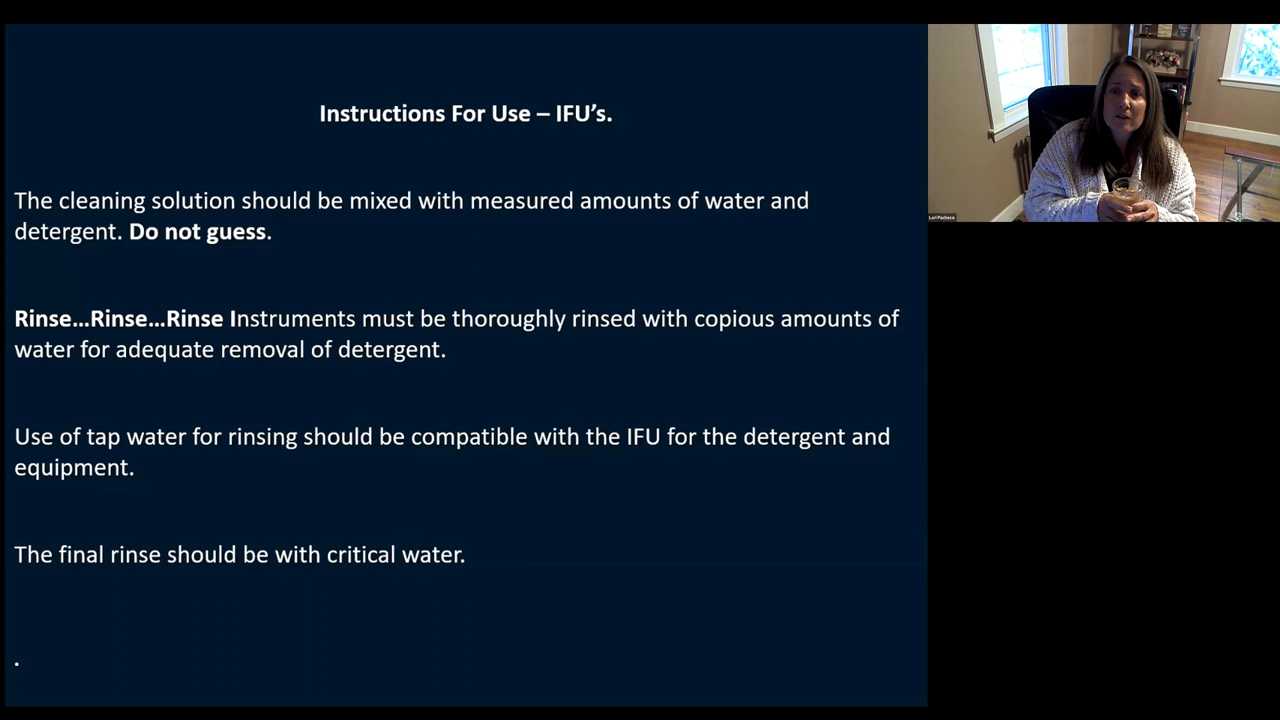 Instructions For Use – IFU’s.
The cleaning solution should be mixed with measured amounts of water and
detergent. Do not guess.
Rinse...Rinse...Rinse Instruments must be thoroughly rinsed with copious amounts of
water for adequate removal of detergent.
Use of tap water for rinsing should be compatible with the IFU for the detergent and
equipment.
The final rinse should be with critical water.
.
Lori Pacheco